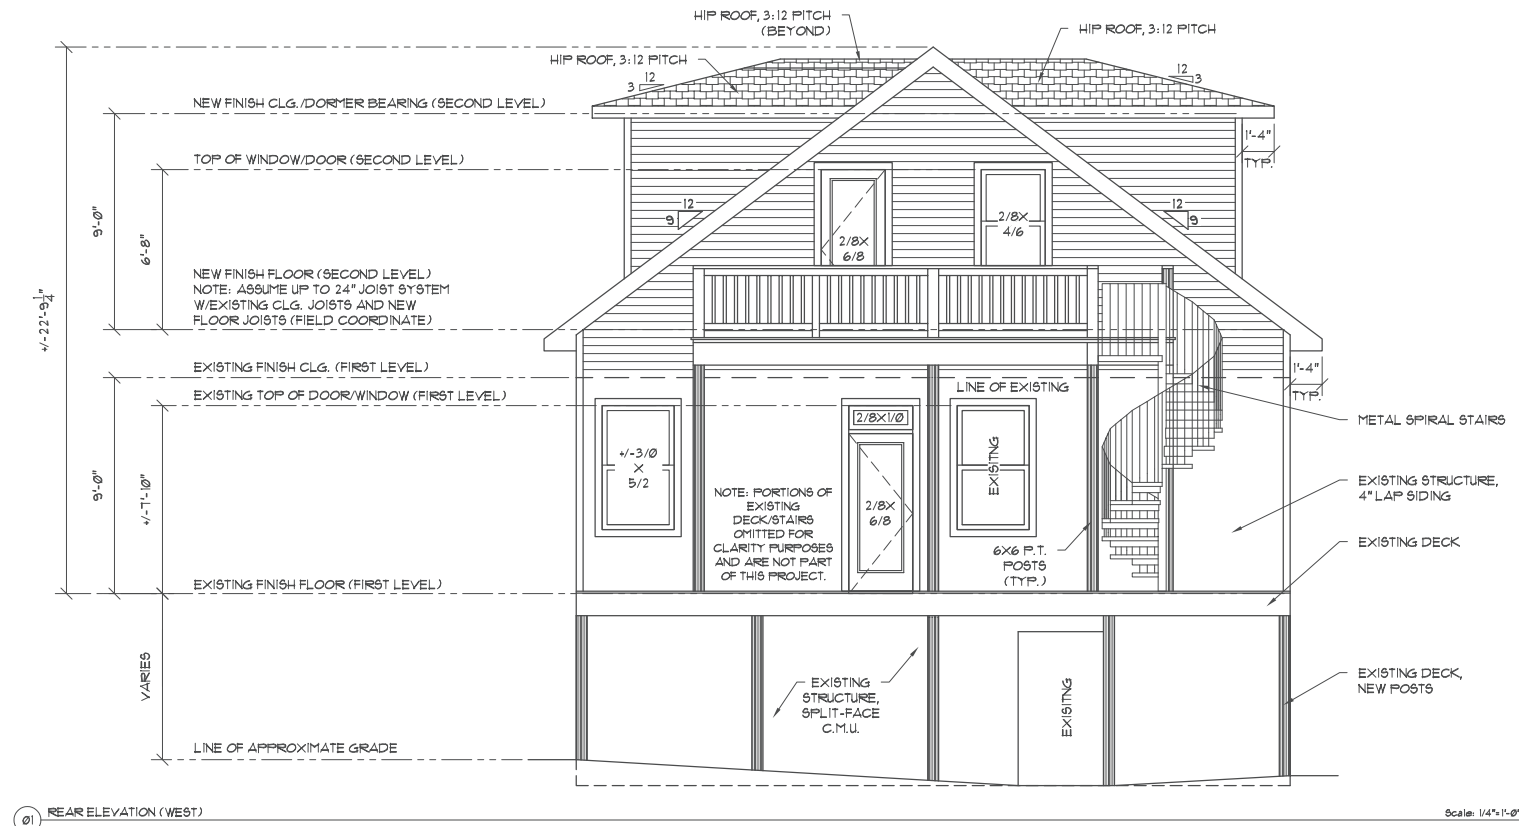 HIP ROOF, 3:12 PITCH
(BEYOND)
HIP ROOF, 3:12 PITCH
HIP ROOF, 3:12 PITCH
12
3
12
3
NEW FINISH CLG./DORMER BEARING (SECOND LEVEL)
1'-4"
TYP.
TOP OF WINDOW/DOOR (SECOND LEVEL)
12
9
12
9
2/8X
4/6
2/8X
6/8
9'-0"
6'-8"
NEW FINISH FLOOR (SECOND LEVEL)
NOTE: ASSUME UP TO 24" JOIST SYSTEM
W/EXISTING CLG. JOISTS AND NEW
FLOOR JOISTS (FIELD COORDINATE)
+/-22'-9 1/4"
EXISTING FINISH CLG. (FIRST LEVEL)
1'-4"
TYP.
LINE OF EXISTING
EXISTING TOP OF DOOR/WINDOW (FIRST LEVEL)
2/8X1/0
METAL SPIRAL STAIRS
+/-3/0
X
5/2
EXISITNG
9'-0"
+/-7'-10"
EXISTING STRUCTURE,
4" LAP SIDING
NOTE: PORTIONS OF
EXISTING
DECK/STAIRS
OMITTED FOR
CLARITY PURPOSES
AND ARE NOT PART
OF THIS PROJECT.
2/8X
6/8
EXISTING DECK
6X6 P.T.
POSTS
(TYP.)
EXISTING FINISH FLOOR (FIRST LEVEL)
VARIES
EXISTING
STRUCTURE,
SPLIT-FACE
C.M.U.
EXISITNG
EXISTING DECK,
NEW POSTS
LINE OF APPROXIMATE GRADE
01
REAR ELEVATION (WEST)
Scale: 1/4"=1'-0"